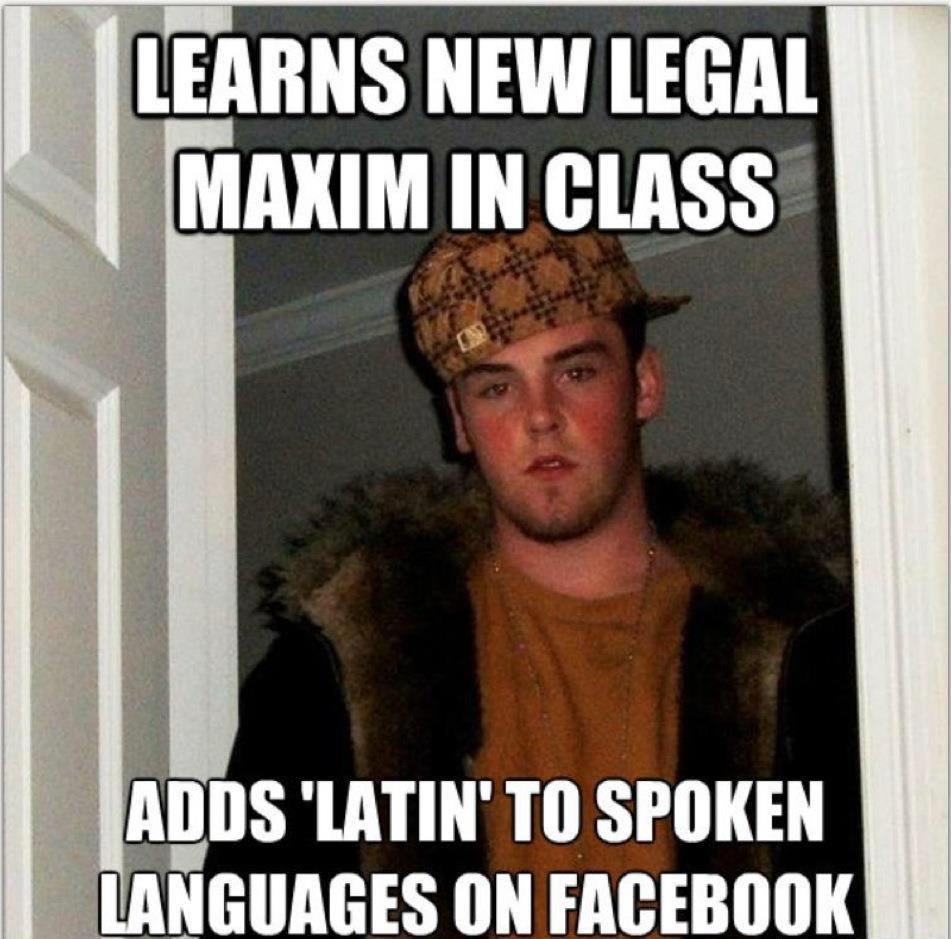 LEARNS NEW LEGAL
MAXIM IN CLASS
ADDS 'LATIN' TO SPOKEN
LANGUAGES ON FACEBOOK